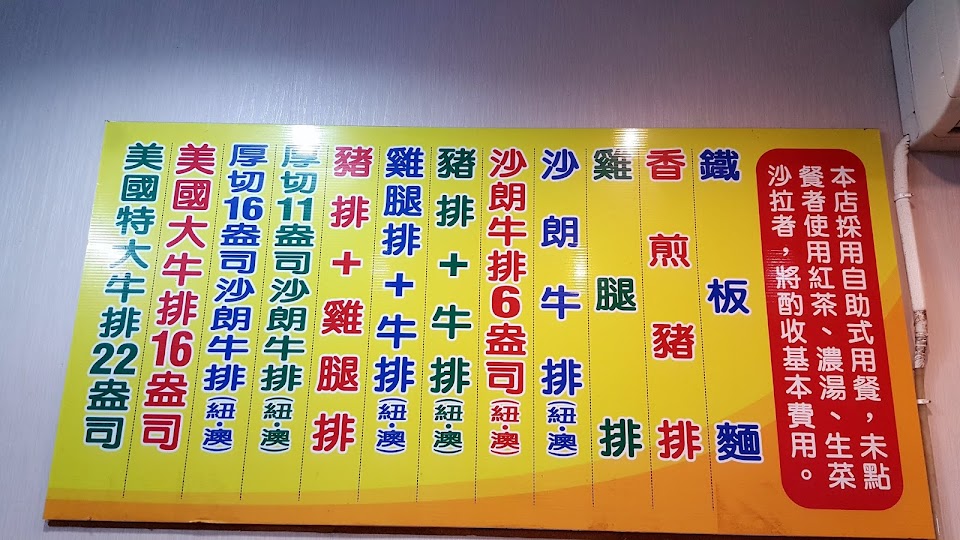 本店採用自助式用餐，未點
餐者使用紅茶、濃湯、生菜
沙拉者，將酌收基本費用。
鐵板麵
香煎豬排
雞腿排
沙朗牛排(紐·澳)
沙朗牛排6盎司(紐·澳)
豬排+牛排(紐·澳)
雞腿排+牛排(紐·澳)
豬排+雞腿排
厚切11盎司沙朗牛排(紐·澳)
厚切16盎司沙朗牛排(紐·澳)
美國大牛排16盎司
美國特大牛排22盎司